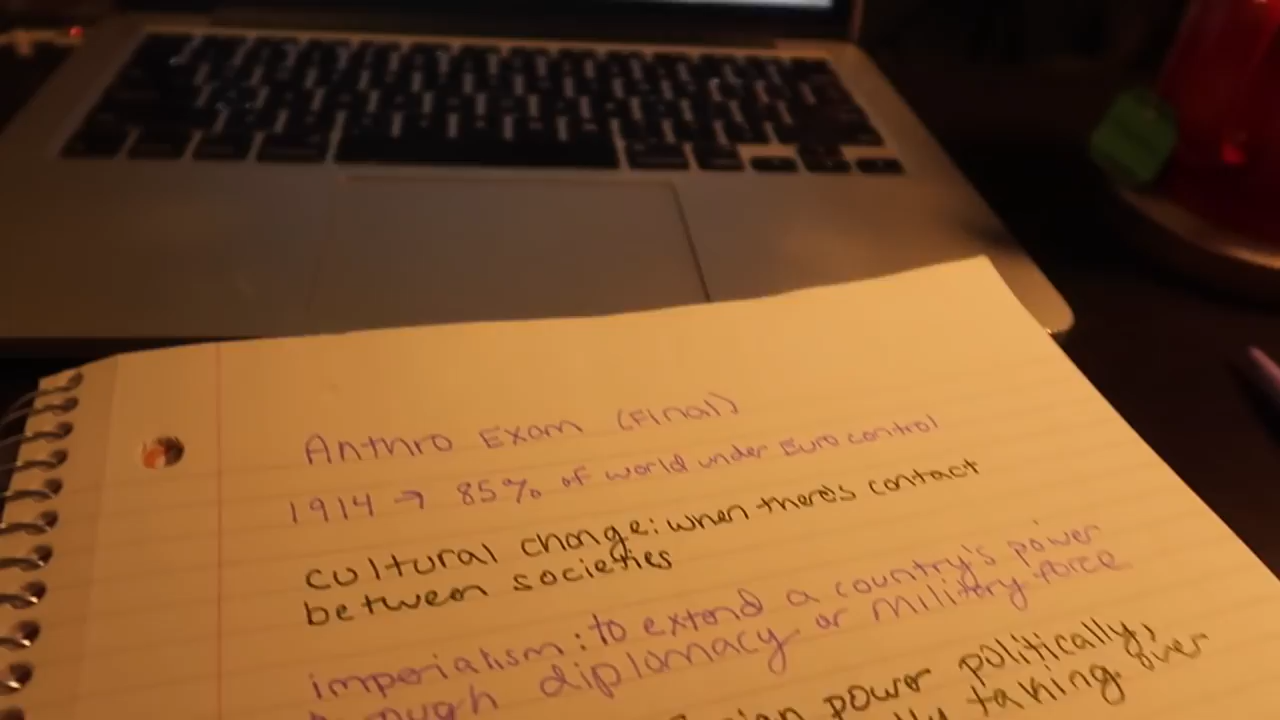 Anthro Exam (Final)
1914 → 85% of world under Euro control
cultural change: when there's contact
between societies
imperialism: to extend a country's power
through diplomacy or military force
power politically,
taking over